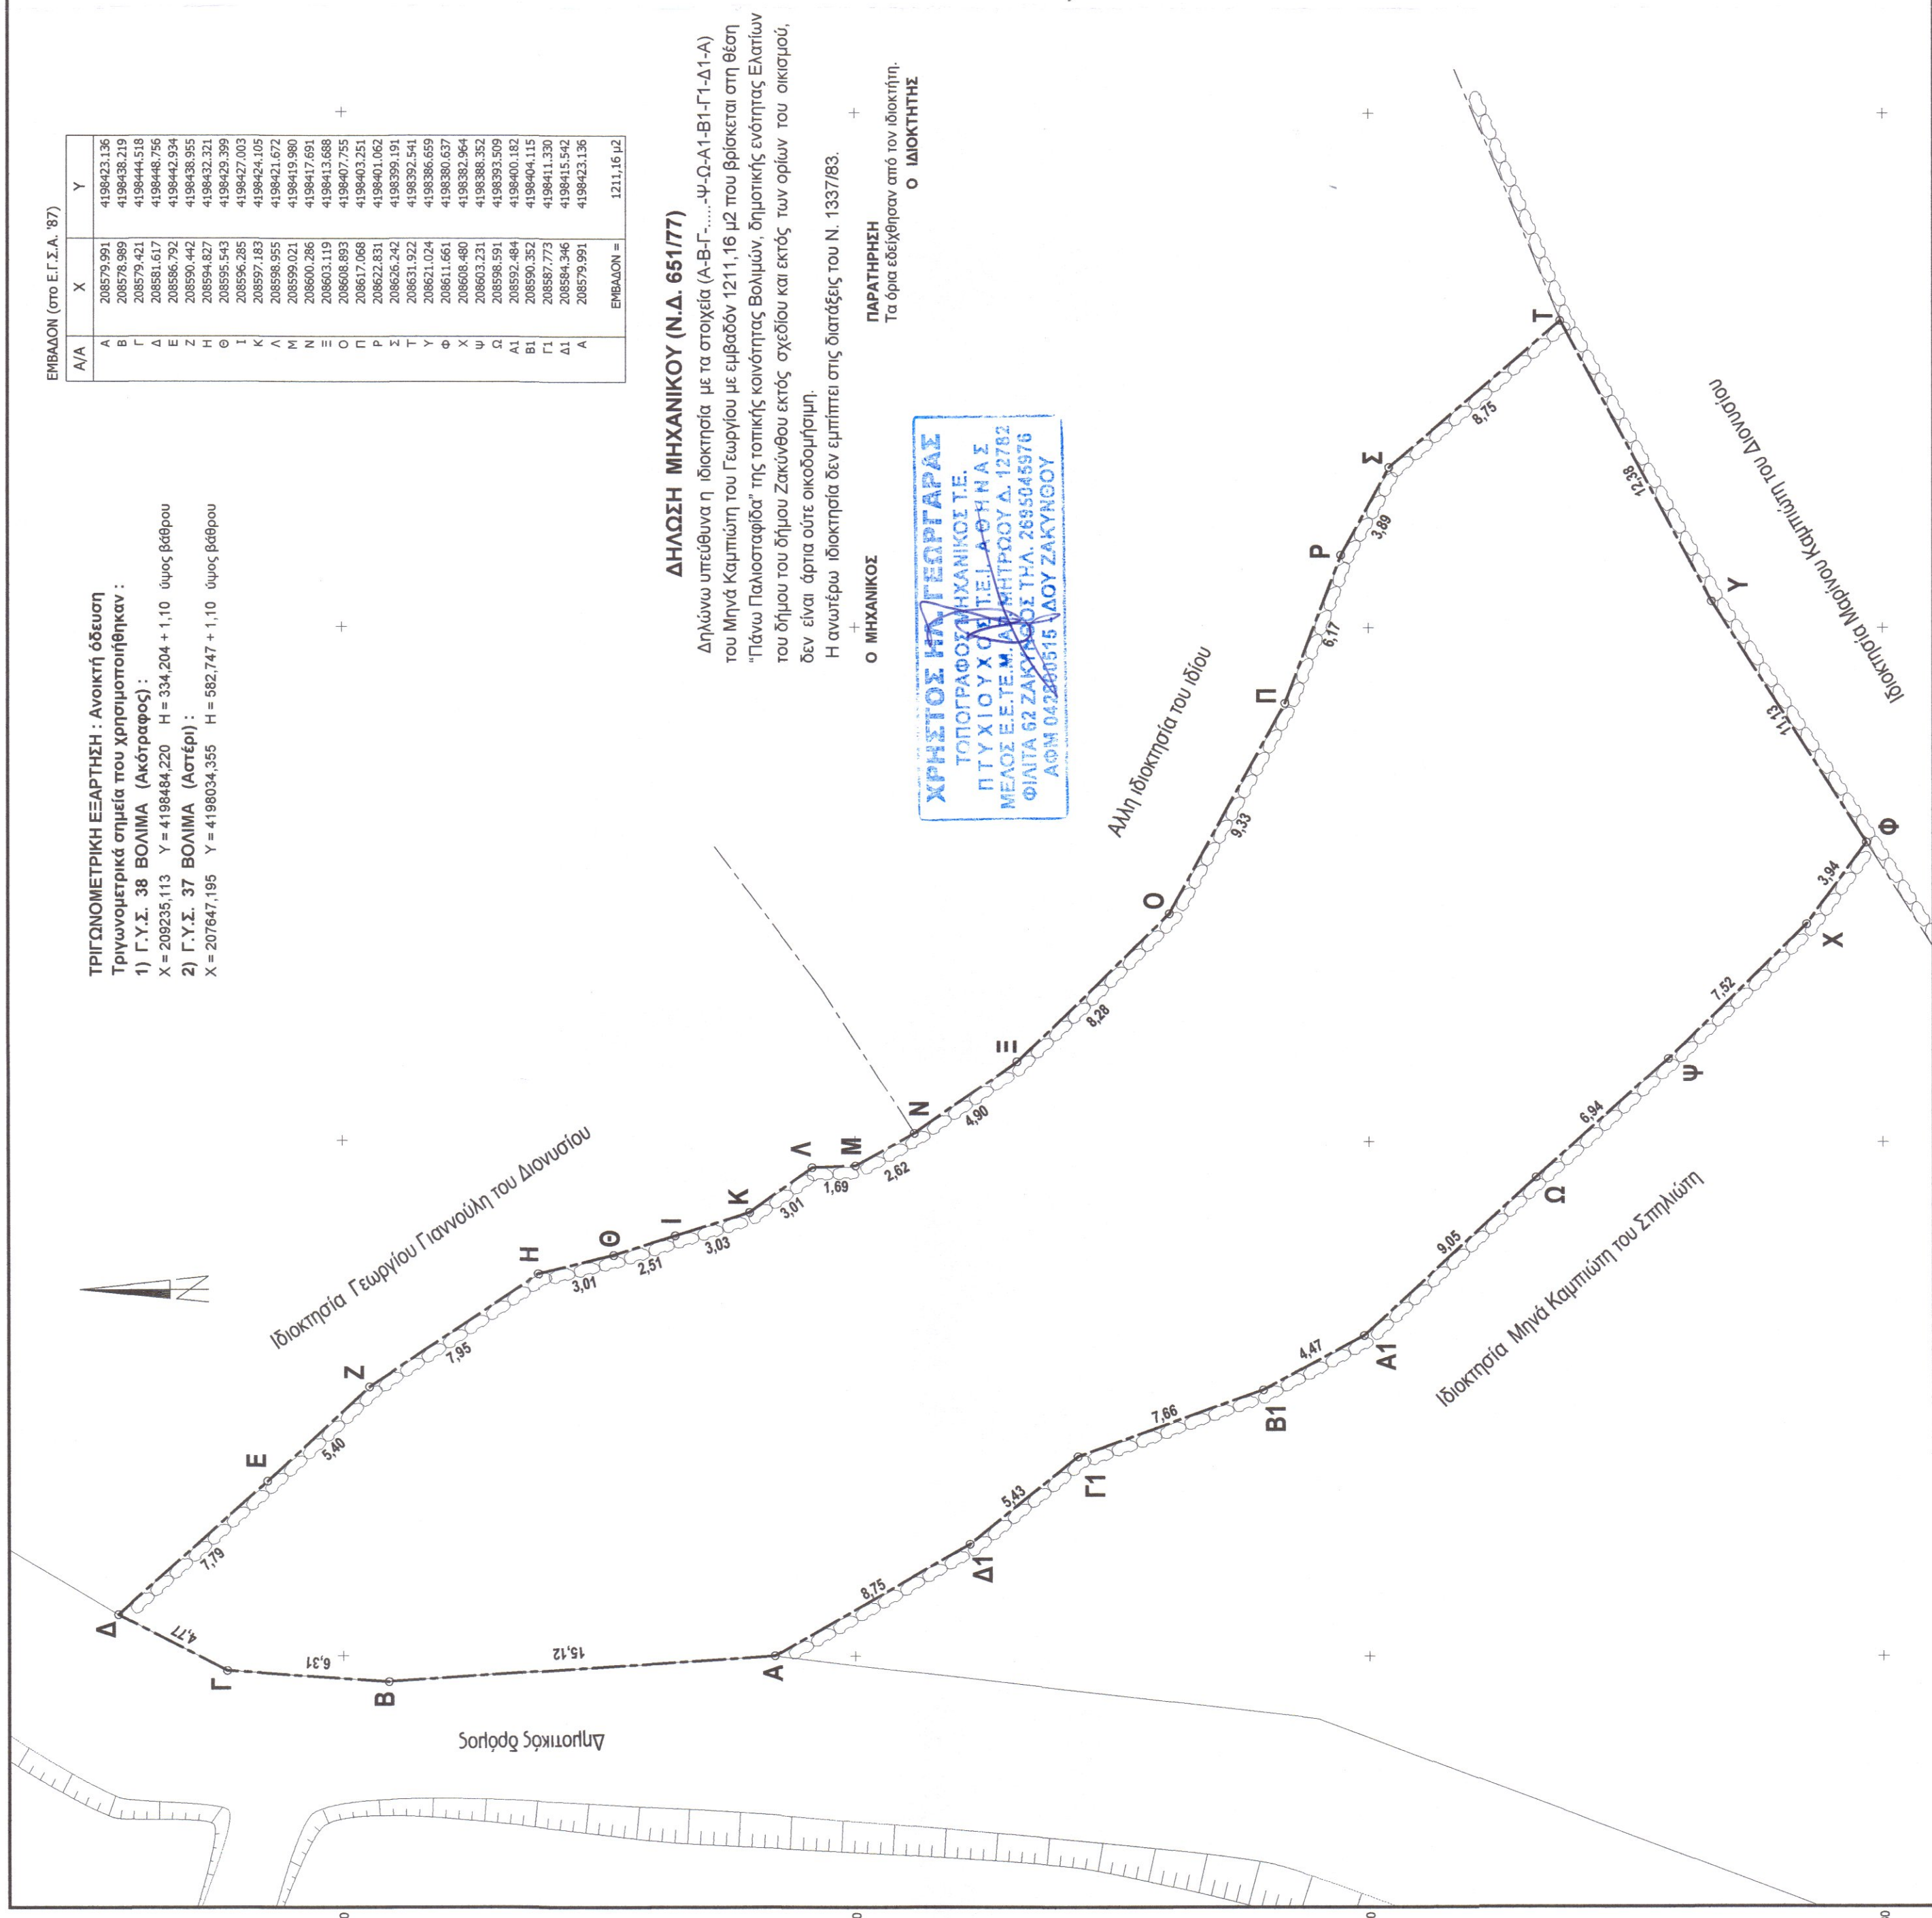 ΕΜΒΑΔΟΝ (στο Ε.Γ.Σ.Α. '87)
Α/Α Χ Υ
Α 208579.991 4198423.136
Β 208578.989 4198438.219
Γ 208579.421 4198444.518
Δ 208581.617 4198448.756
Ε 208586.792 4198442.934
Ζ 208590.442 4198438.955
Η 208594.827 4198432.321
Θ 208595.543 4198429.399
Ι 208596.285 4198427.003
Κ 208597.183 4198424.105
Λ 208598.955 4198421.672
Μ 208599.021 4198419.980
Ν 208600.286 4198417.691
Ξ 208603.119 4198413.688
Ο 208608.893 4198407.755
Π 208617.068 4198403.251
Ρ 208622.831 4198401.062
Σ 208626.242 4198399.191
Τ 208631.922 4198392.541
Υ 208621.024 4198386.659
Φ 208611.661 4198380.637
Χ 208608.480 4198382.964
Ψ 208603.231 4198388.352
Ω 208598.591 4198393.509
Α1 208592.484 4198400.182
Β1 208590.352 4198404.115
Γ1 208587.773 4198411.330
Δ1 208584.346 4198415.542
Α 208579.991 4198423.136
ΕΜΒΑΔΟΝ = 1211,16 μ2
ΤΡΙΓΩΝΟΜΕΤΡΙΚΗ ΕΞΑΡΤΗΣΗ : Ανοικτή όδευση
Τριγωνομετρικά σημεία που χρησιμοποιήθηκαν :
1) Γ.Υ.Σ. 38 ΒΟΛΙΜΑ (Ακότραφος) :
Χ = 209235,113 Υ = 4198484,220 Η = 334,204 + 1,10 ύψος βάθρου
2) Γ.Υ.Σ. 37 ΒΟΛΙΜΑ (Αστέρι) :
Χ = 207647,195 Υ = 4198034,355 Η = 582,747 + 1,10 ύψος βάθρου
ΔΗΛΩΣΗ ΜΗΧΑΝΙΚΟΥ (Ν.Δ. 651/77)
Δηλώνω υπεύθυνα η ιδιοκτησία με τα στοιχεία (Α-Β-Γ-.....-Ψ-Ω-Α1-Β1-Γ1-Δ1-Α)
του Μηνά Καμπιώτη του Γεωργίου με εμβαδόν 1211,16 μ2 που βρίσκεται στη θέση
"Πάνω Παλιοσταφίδα" της τοπικής κοινότητας Βολιμών, δημοτικής ενότητας Ελατίων
του δήμου του δήμου Ζακύνθου εκτός σχεδίου και εκτός των ορίων του οικισμού,
δεν είναι άρτια ούτε οικοδομήσιμη.
Η ανωτέρω ιδιοκτησία δεν εμπίπτει στις διατάξεις του Ν. 1337/83.
Ο ΜΗΧΑΝΙΚΟΣ
ΠΑΡΑΤΗΡΗΣΗ
Τα όρια εδείχθησαν από τον ιδιοκτήτη.
Ο ΙΔΙΟΚΤΗΤΗΣ
ΧΡΗΣΤΟΣ ΗΛ. ΓΕΩΡΓΑΡΑΣ
ΤΟΠΟΓΡΑΦΟΣ ΜΗΧΑΝΙΚΟΣ Τ.Ε.
ΠΤΥΧΙΟΥΧΟΣ Τ.Ε.Ι. ΑΘΗΝΑΣ
ΜΕΛΟΣ Ε.Ε.ΤΕ.Μ. ΑΡ. ΜΗΤΡΩΟΥ Δ. 12782
ΦΙΛΙΤΑ 62 ΖΑΚΥΝΘΟΣ ΤΗΛ. 2695045976
ΑΦΜ ΔΟΥ ΖΑΚΥΝΘΟΥ
Ιδιοκτησία Γεωργίου Γιαννούλη του Διονυσίου
Αλλη ιδιοκτησία του ιδίου
Ιδιοκτησία Μαρίνου Καμπιώτη του Διονυσίου
Ιδιοκτησία Μηνά Καμπιώτη του Σπηλιώτη
Δημοτικός δρόμος
Α
15,12
Β
6,31
Γ
4,77
Δ
7,79
Ε
5,40
Ζ
7,95
Η
3,01
Θ
2,51
Ι
3,03
Κ
3,01
Λ
1,69
Μ
2,62
Ν
4,90
Ξ
8,28
Ο
9,33
Π
6,17
Ρ
3,89
Σ
8,75
Τ
12,38
Υ
11,13
Φ
3,94
Χ
7,52
Ψ
6,94
Ω
9,05
Α1
4,47
Β1
7,66
Γ1
5,43
Δ1
8,75